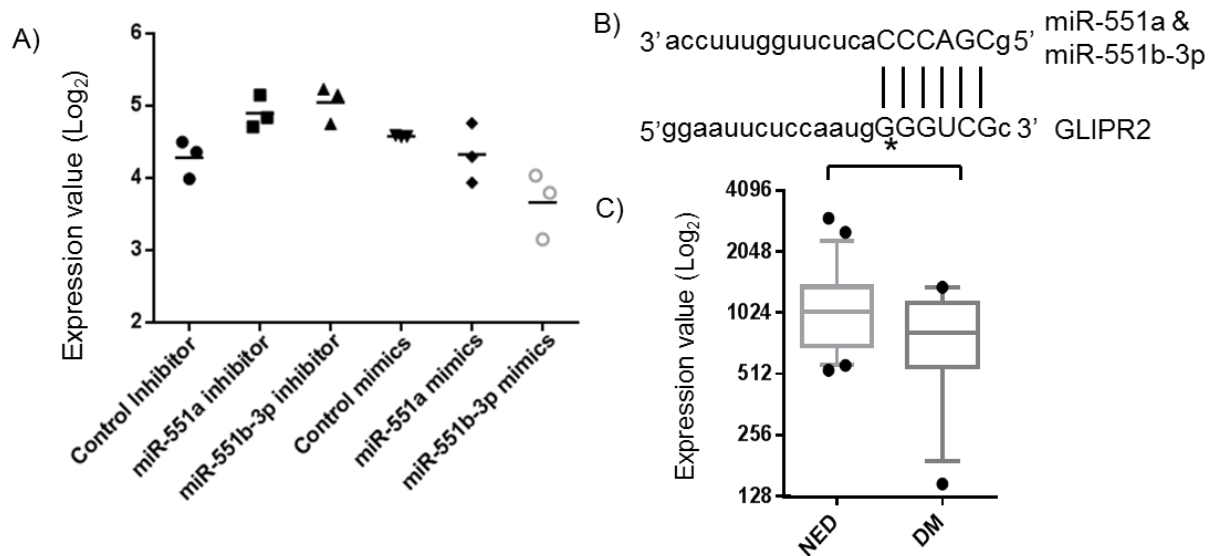 A)
Expression value (Log2)
6
5
4
3
2
Control Inhibitor
miR-551a inhibitor
miR-551b-3p inhibitor
Control mimics
miR-551a mimics
miR-551b-3p mimics
B)
3’ accuuugguucucaCCCAGCg5’ miR-551a &
miR-551b-3p
5’ggaauucuccaaugGGGUCGc 3’ GLIPR2
C)
*
Expression value (Log2)
4096
2048
1024
512
256
128
NED
DM